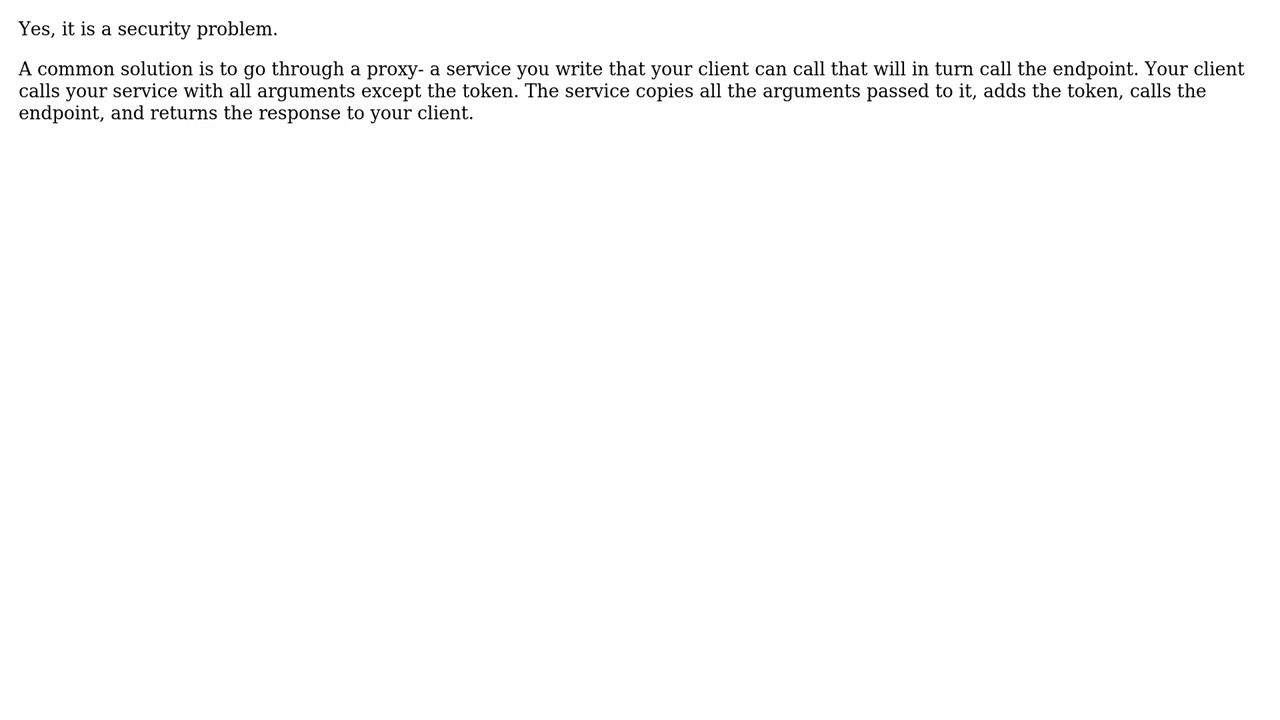 Yes, it is a security problem.
A common solution is to go through a proxy- a service you write that your client can call that will in turn call the endpoint. Your client
calls your service with all arguments except the token. The service copies all the arguments passed to it, adds the token, calls the
endpoint, and returns the response to your client.